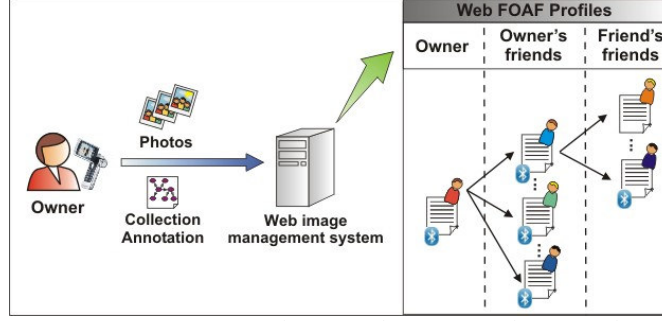 Web FOAF Profiles
Owner
Owner's
friends
Friend's
friends
Photos
Owner
Collection
Annotation
Web image
management system